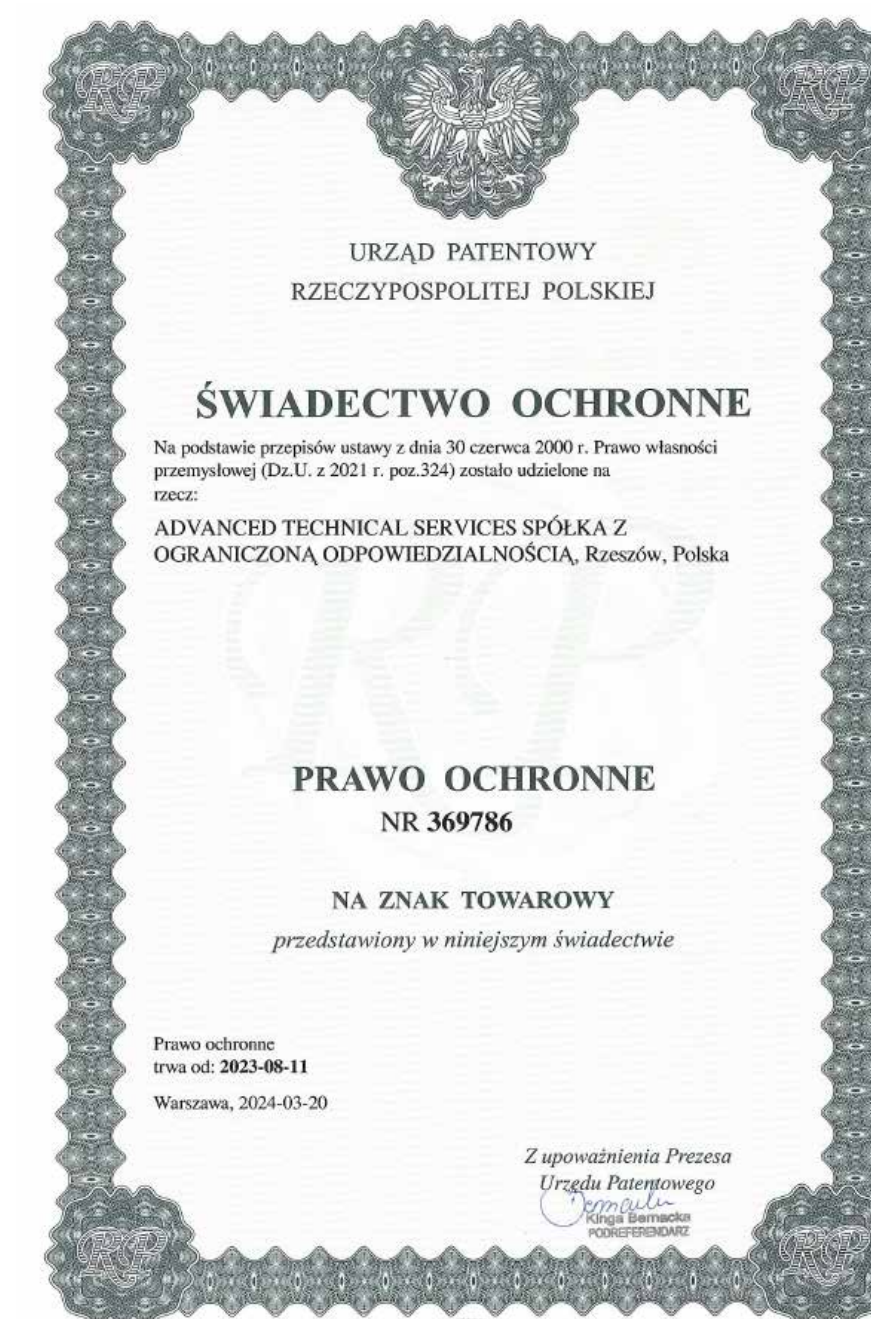 URZĄD PATENTOWY
RZECZYPOSPOLITEJ POLSKIEJ
ŚWIADECTWO OCHRONNE
Na podstawie przepisów ustawy z dnia 30 czerwca 2000 r. Prawo własności
przemysłowej (Dz.U. z 2021 r. poz.324) zostało udzielone na
rzecz:
ADVANCED TECHNICAL SERVICES SPÓŁKA Z
OGRANICZONĄ ODPOWIEDZIALNOŚCIĄ, Rzeszów, Polska
PRAWO OCHRONNE
NR 369786
NA ZNAK TOWAROWY
przedstawiony w niniejszym świadectwie
Prawo ochronne
trwa od: 2023-08-11
Warszawa, 2024-03-20
Z upoważnienia Prezesa
Urzędu Patentowego
Kinga Bernacka
PODREFERENDARZ